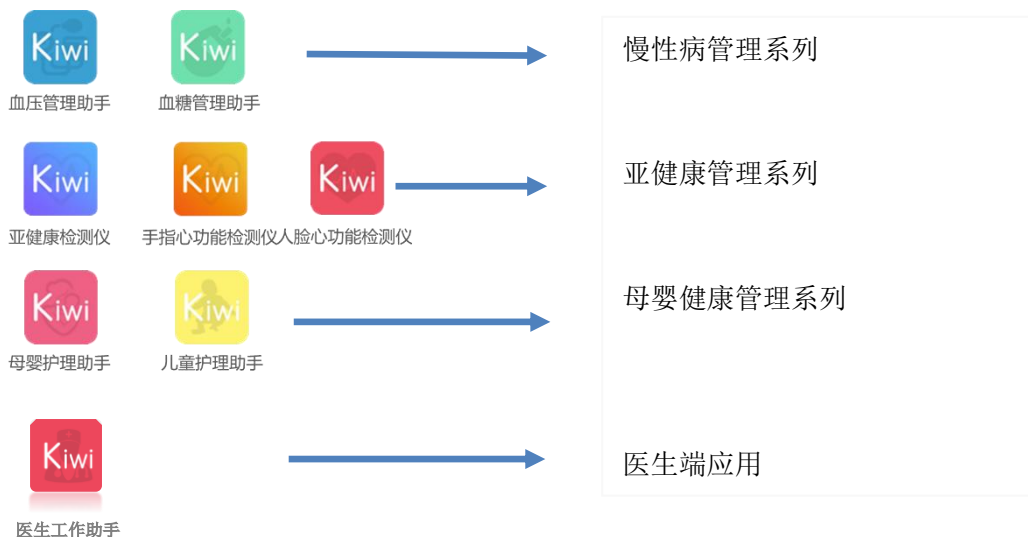 Kiwi Kiwi
慢性病管理系列
血压管理助手 血糖管理助手
Kiwi Kiwi Kiwi
亚健康管理系列
亚健康检测仪 手指心功能检测仪 人脸心功能检测仪
Kiwi Kiwi
母婴健康管理系列
母婴护理助手 儿童护理助手
Kiwi
医生端应用
医生工作助手